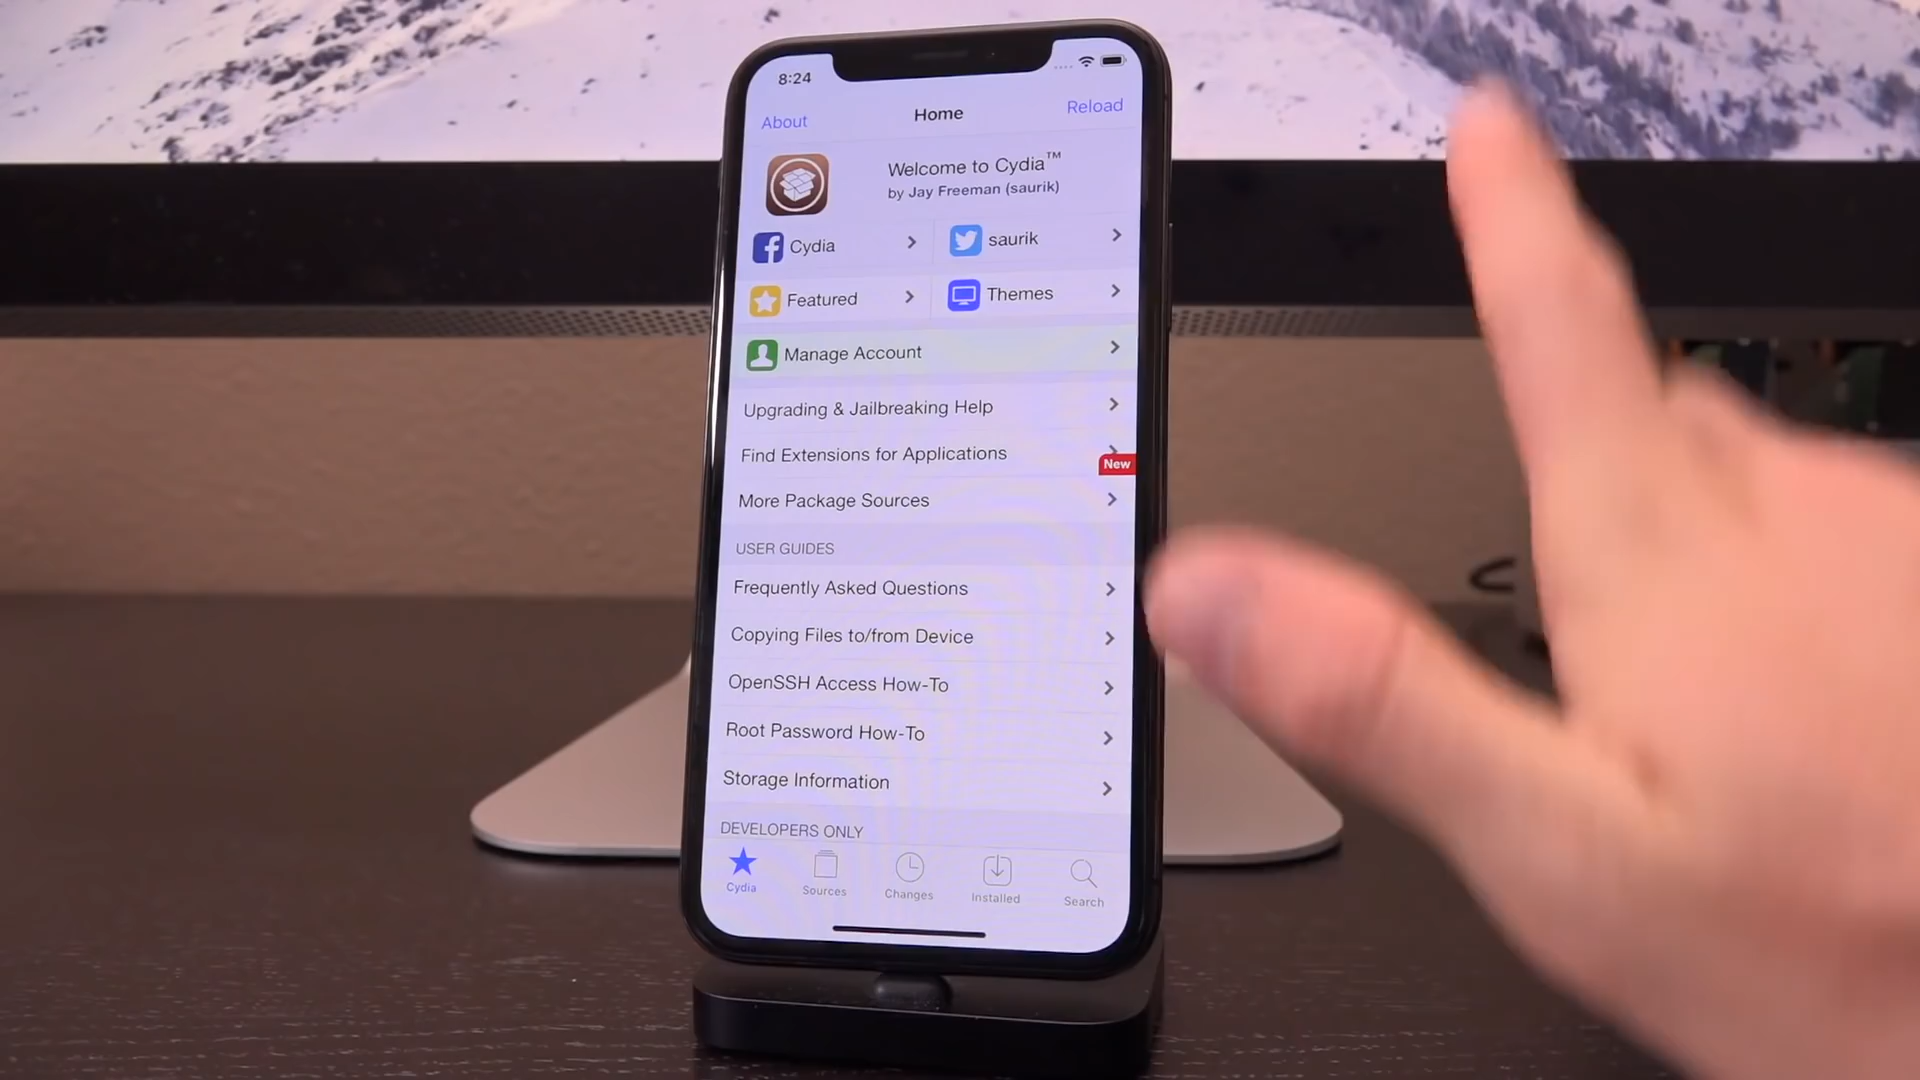 8:24
About
Home
Reload
Welcome to Cydia™
by Jay Freeman (saurik)
Cydia
saurik
Featured
Themes
Manage Account
Upgrading & Jailbreaking Help
Find Extensions for Applications
New
More Package Sources
USER GUIDES
Frequently Asked Questions
Copying Files to/from Device
OpenSSH Access How-To
Root Password How-To
Storage Information
DEVELOPERS ONLY
Cydia
Sources
Changes
Installed
Search